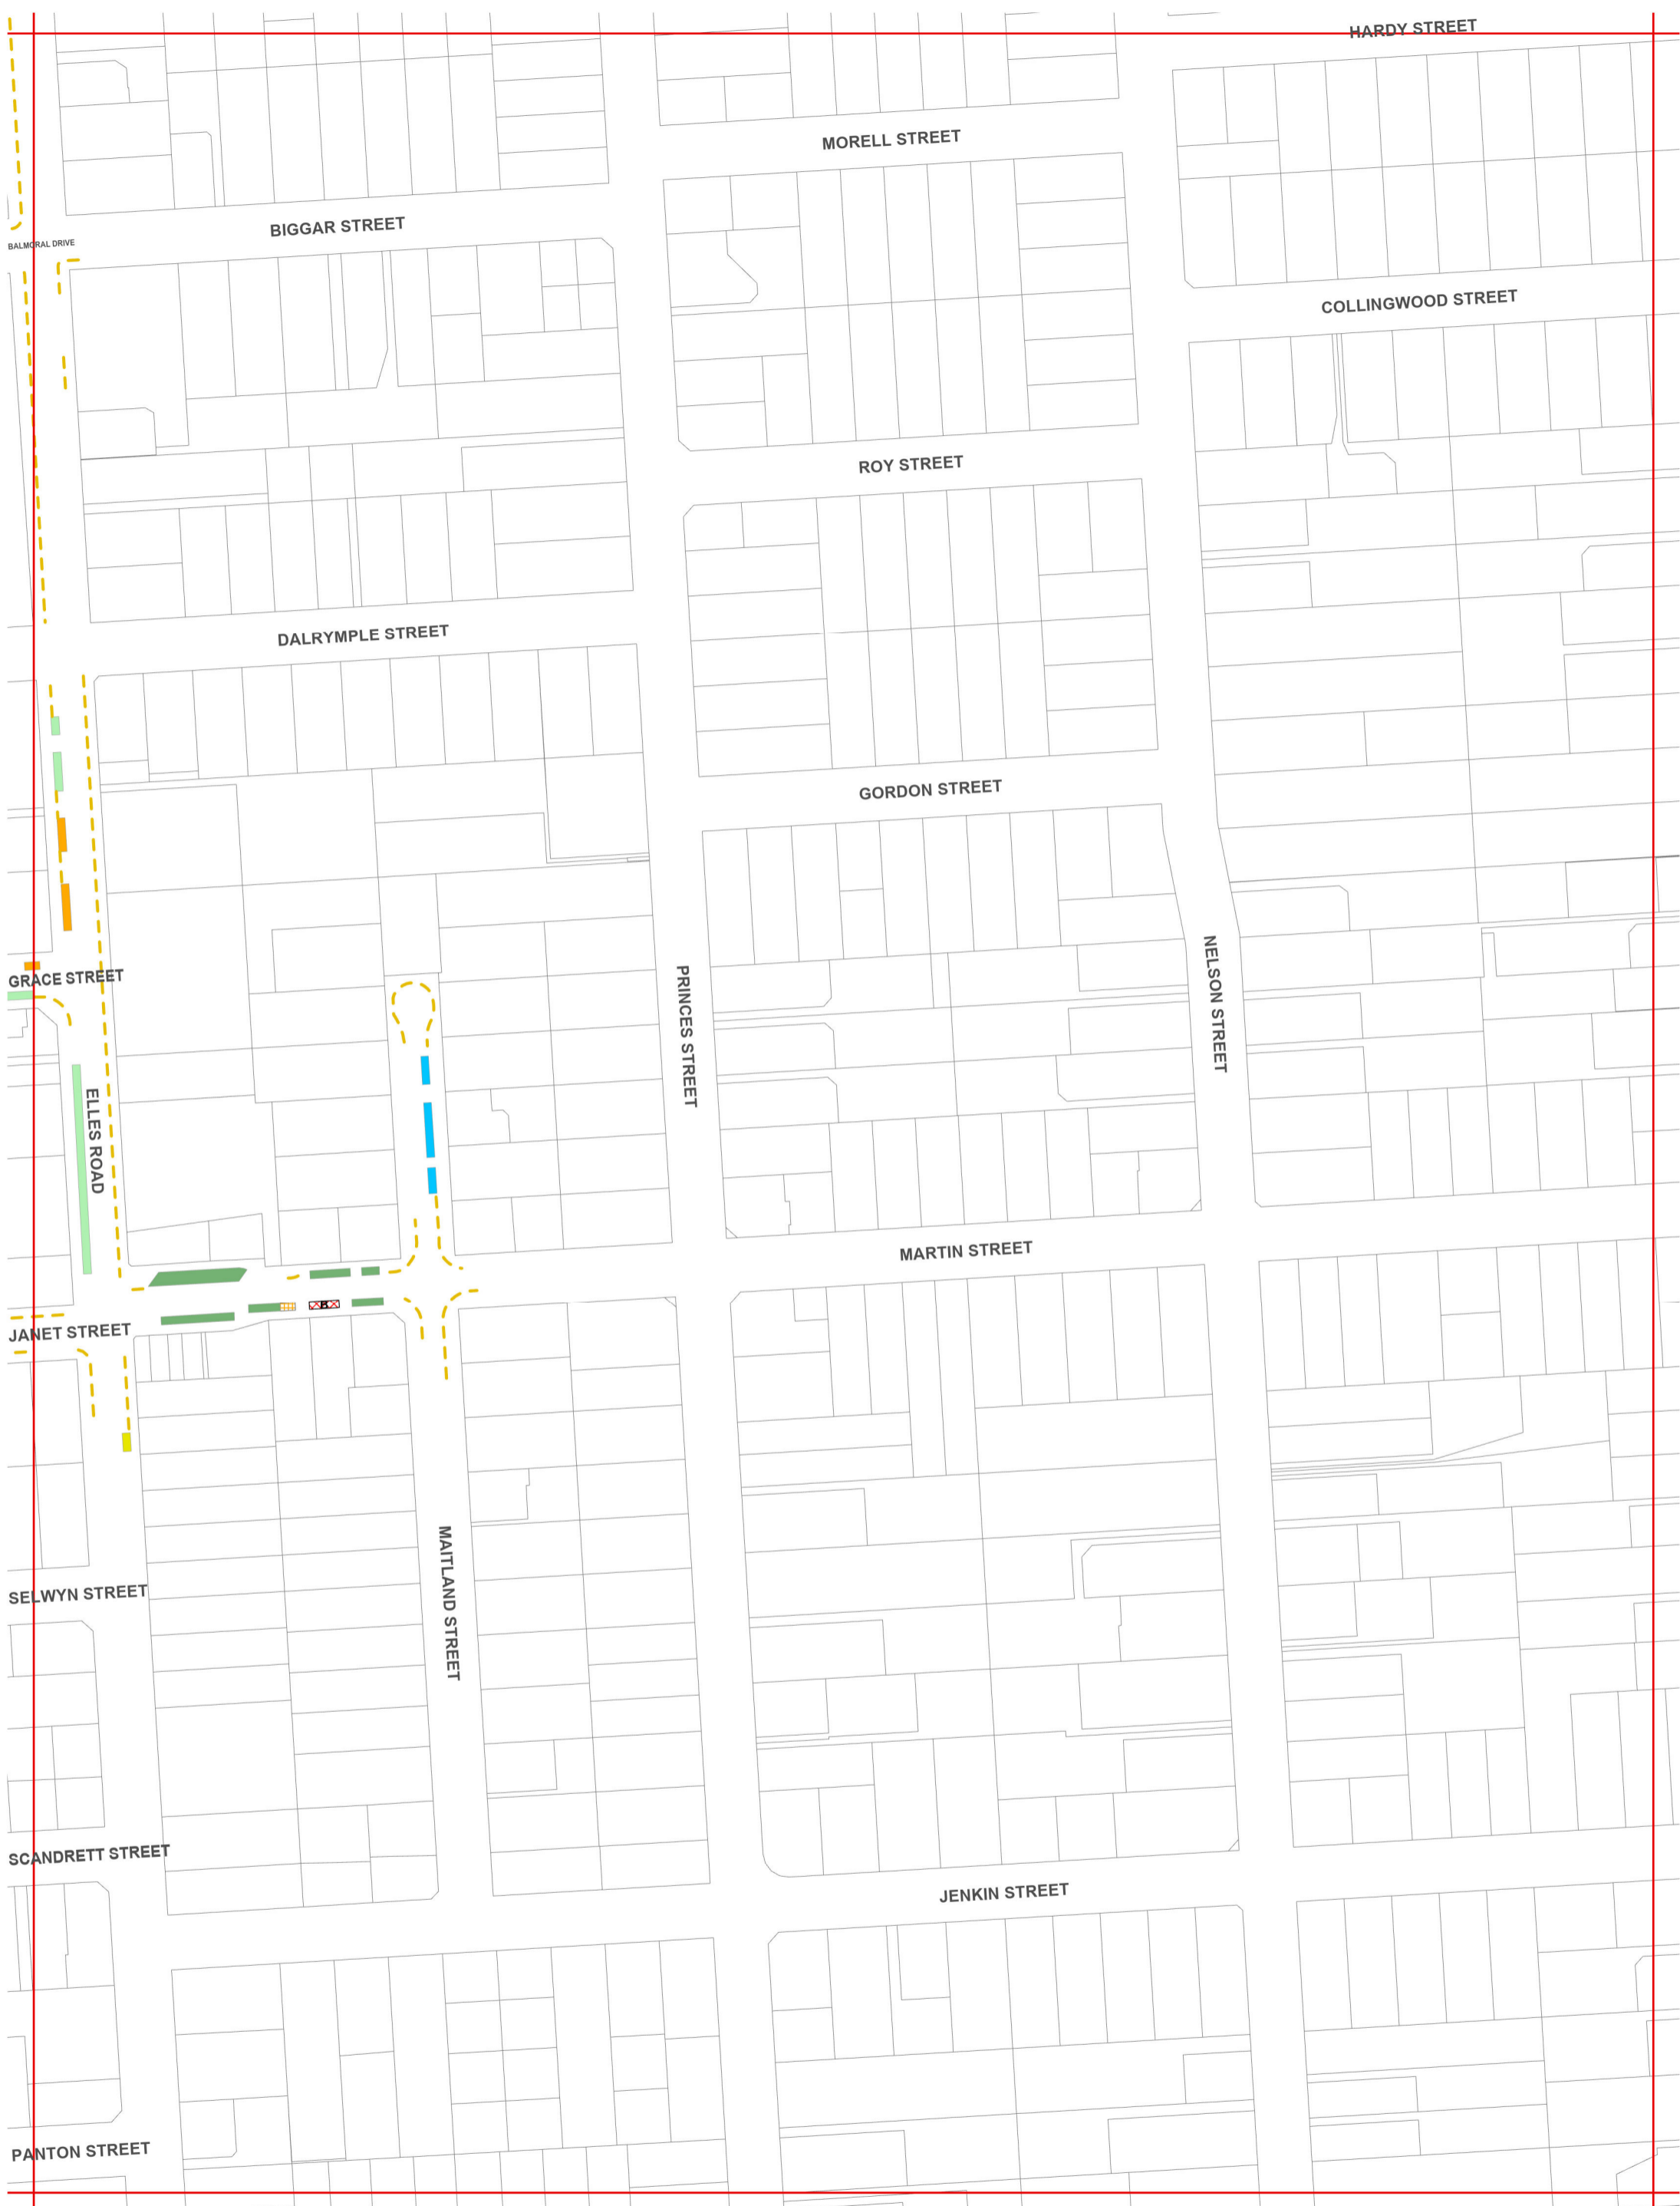 HARDY STREET
MORELL STREET
BIGGAR STREET
BALMORAL DRIVE
COLLINGWOOD STREET
ROY STREET
DALRYMPLE STREET
GORDON STREET
GRACE STREET
PRINCES STREET
NELSON STREET
ELLES ROAD
MARTIN STREET
B
JANET STREET
SELWYN STREET
MAITLAND STREET
SCANDRETT STREET
JENKIN STREET
PANTON STREET